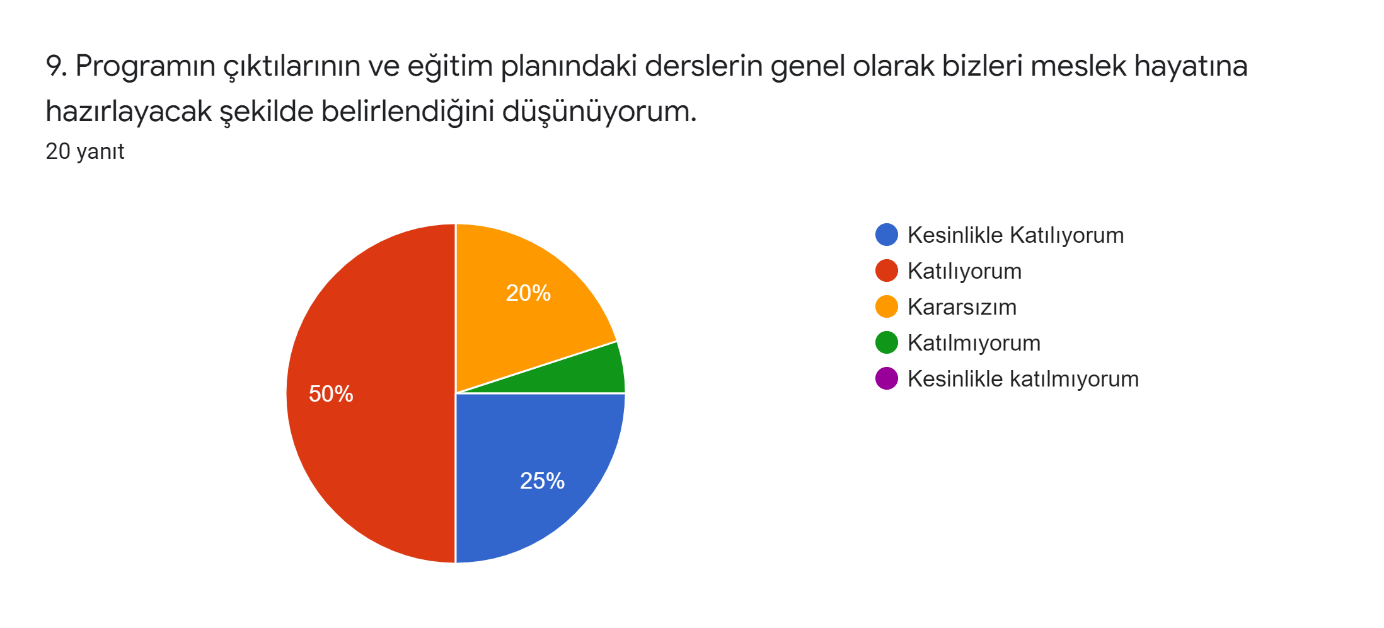 9. Programın çıktılarının ve eğitim planındaki derslerin genel olarak bizleri meslek hayatına
hazırlayacak şekilde belirlendiğini düşünüyorum.
20 yanıt
20%
50%
25%
Kesinlikle Katılıyorum
Katılıyorum
Kararsızım
Katılmıyorum
Kesinlikle katılmıyorum